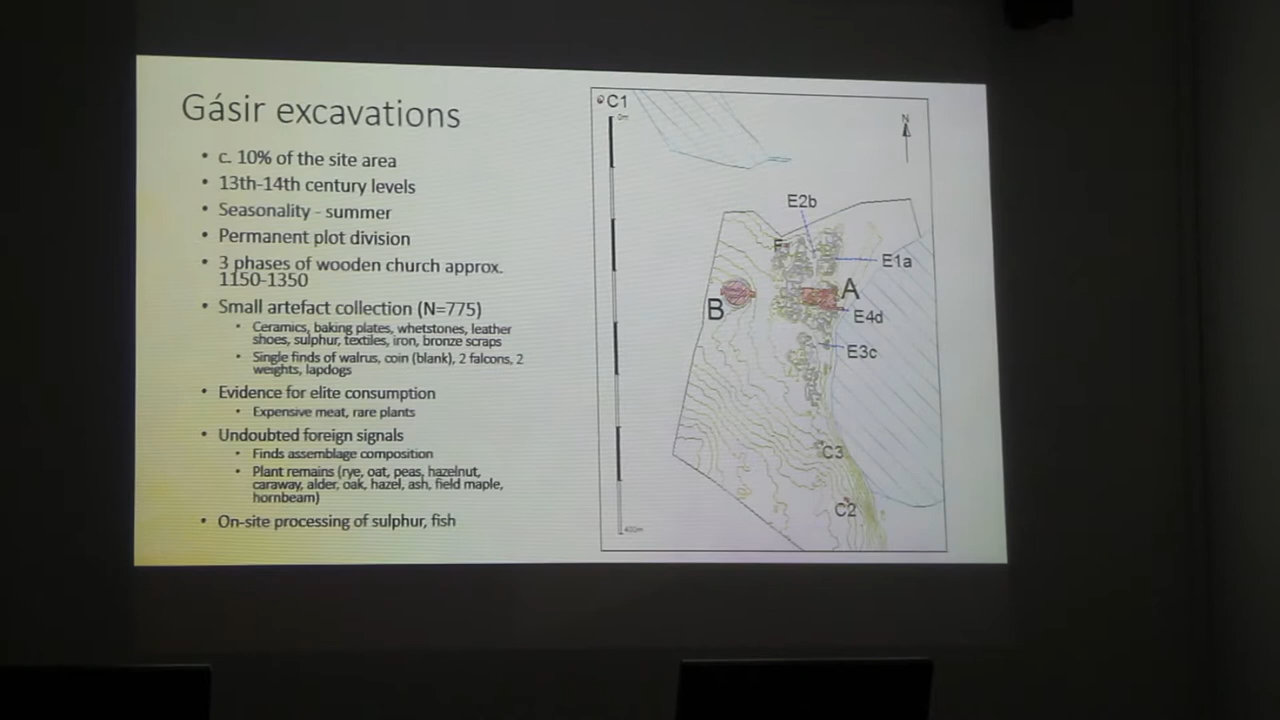 Gásir excavations
• c. 10% of the site area
• 13th-14th century levels
• Seasonality - summer
• Permanent plot division
• 3 phases of wooden church approx.
1150-1350
• Small artefact collection (N=775)
• Ceramics, baking plates, whetstones, leather
shoes, sulphur, textiles, iron, bronze scraps
• Single finds of walrus, coin (blank), 2 falcons, 2
weights, lapdogs
• Evidence for elite consumption
• Expensive meat, rare plants
• Undoubted foreign signals
• Finds assemblage composition
• Plant remains (rye, oat, peas, hazelnut,
caraway, alder, oak, hazel, ash, field maple,
hornbeam)
• On-site processing of sulphur, fish
C1
0m
N
E2b
E1a
A
B
E4d
E3c
C3
C2
400m